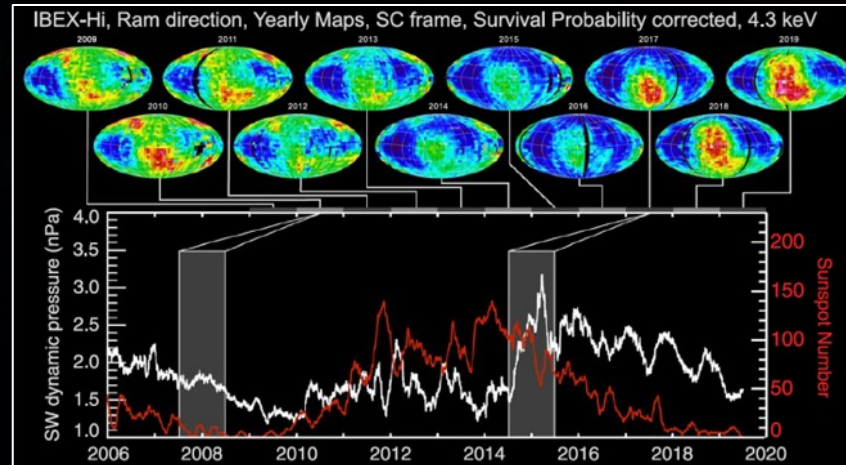 IBEX-Hi, Ram direction, Yearly Maps, SC frame, Survival Probability corrected, 4.3 keV
2009 2011 2013 2015 2017 2019
2010 2012 2014 2016 2018
SW dynamic pressure (nPa)
4.0
3.5
3.0
2.5
2.0
1.5
1.0
200
150
100
50
0
Sunspot Number
2006 2008 2010 2012 2014 2016 2018 2020